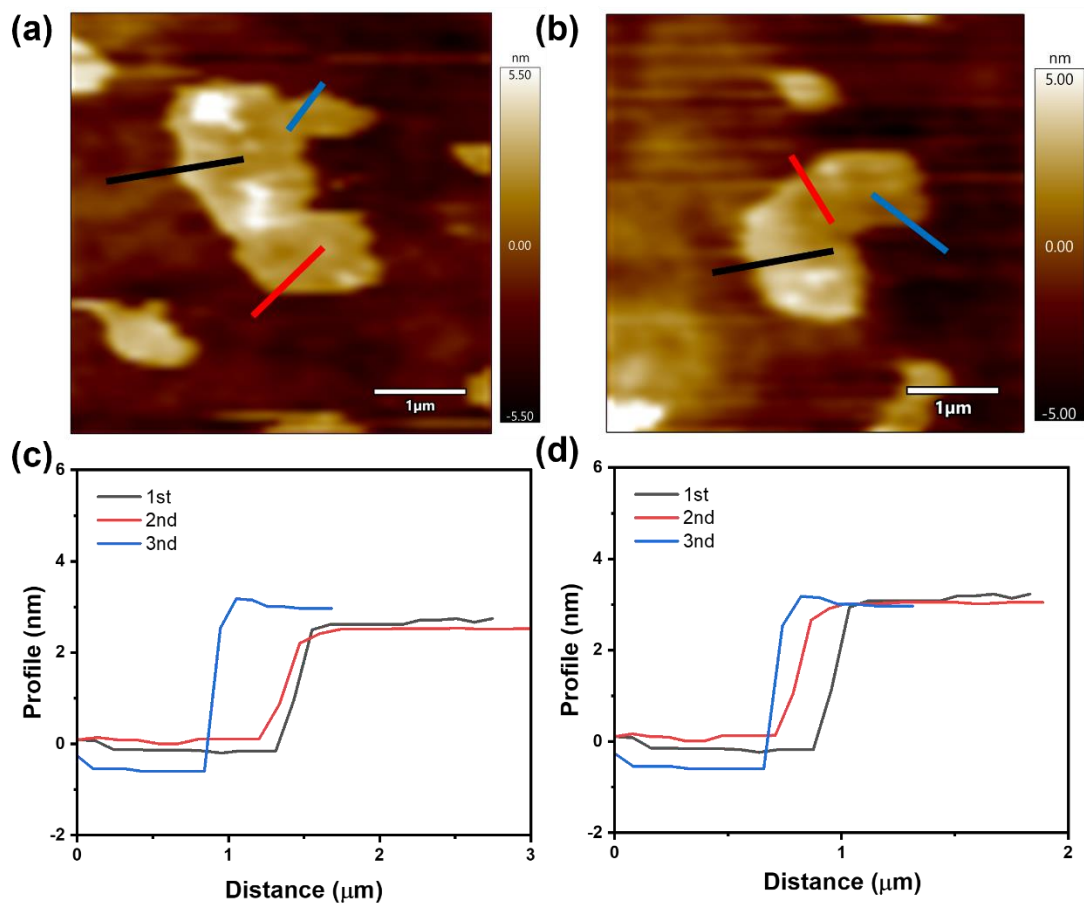 (a)
nm
5.50
0.00
-5.50
1μm
(b)
nm
5.00
0.00
-5.00
1μm
(c)
6
4
2
0
-2
Profile (nm)
1st
2nd
3nd
0
1
2
3
Distance (μm)
(d)
6
4
2
0
-2
Profile (nm)
1st
2nd
3nd
0
1
2
Distance (μm)